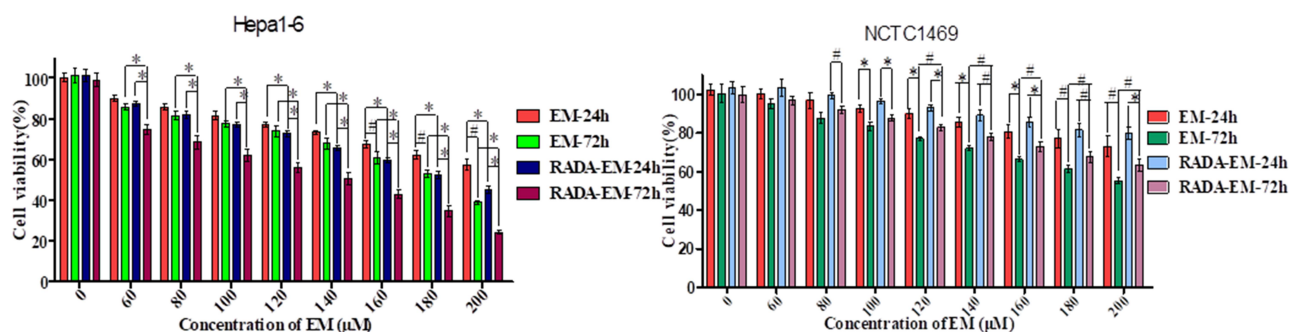 Hepa1-6
Cell viability(%)
100
80
60
40
20
0
0 60 80 100 120 140 160 180 200
Concentration of EM (μM)
* * * * * * * * * * * * * * # * * * # * * * # * *
EM-24h
EM-72h
RADA-EM-24h
RADA-EM-72h
NCTC1469
Cell viability(%)
100
80
60
40
20
0
0 60 80 100 120 140 160 180 200
Concentration of EM (μM)
# * * * # * * # # * # * # # # # # # *
EM-24h
EM-72h
RADA-EM-24h
RADA-EM-72h